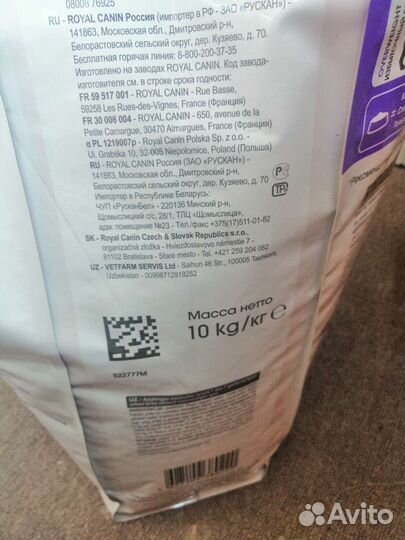 0800 8 76925
RU - ROYAL CANIN Россия (импортер в РФ - ЗАО «РУСКАН») -
141863, Московская обл., Дмитровский р-н,
Белорастовский сельский округ, дер. Кузяево, д. 70.
Бесплатная горячая линия: 8-800-200-37-35
Изготовлено на заводах ROYAL CANIN. Код завода-
изготовителя см. в строке срока годности:
FR 59 517 001 - ROYAL CANIN - Rue Basse,
59258 Les Rues-des-Vignes, France (Франция)
FR 30 006 004 - ROYAL CANIN - 650, avenue de la
Petite Camargue, 30470 Aimargues, France (Франция)
α PL 1219007p - Royal Canin Polska Sp. z o.o. -
Ul. Grabska 10, 32-005 Niepolomice, Poland (Польша)
RU - ROYAL CANIN Россия (ЗАО «РУСКАН») -
141863, Московская обл., Дмитровский р-н,
Белорастовский сельский округ, дер. Кузяево, д. 70
Импортер в Республику Беларусь:
ЧУП «РусканБел» - 220136 Минский р-н,
Щомыслицкий с/с, 28/1, ТЛЦ «Щомыслица»,
адм. помещение №23 - Тел./факс +375(17)511-01-82
SK - Royal Canin Czech & Slovak Republics s.r.o. -
organizačná zložka - Hviezdoslavovo námestie 7 -
81102 Bratislava - Staré mesto - Tel. +421 259 204 062
UZ - VETFARM SERVIS Ltd - Saihun 46 Str., 100005 Tashkent
Uzbekistan - 00998712918282
OVERWEIGHT
Масса нетто
10 kg/кг e
522777M
Avito